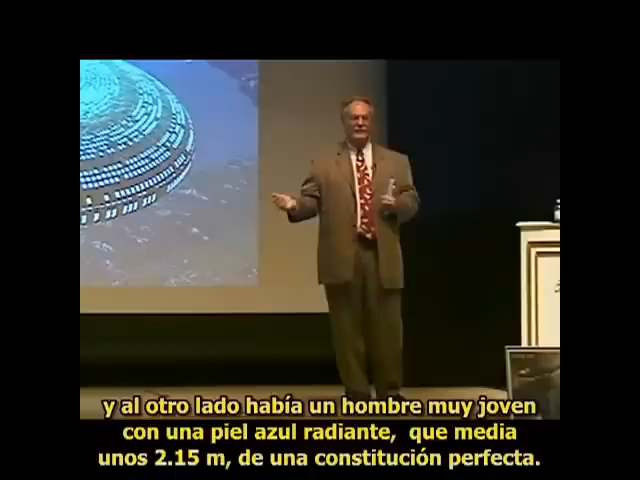 y al otro lado había un hombre muy joven
con una piel azul radiante, que media
unos 2.15 m, de una constitución perfecta.